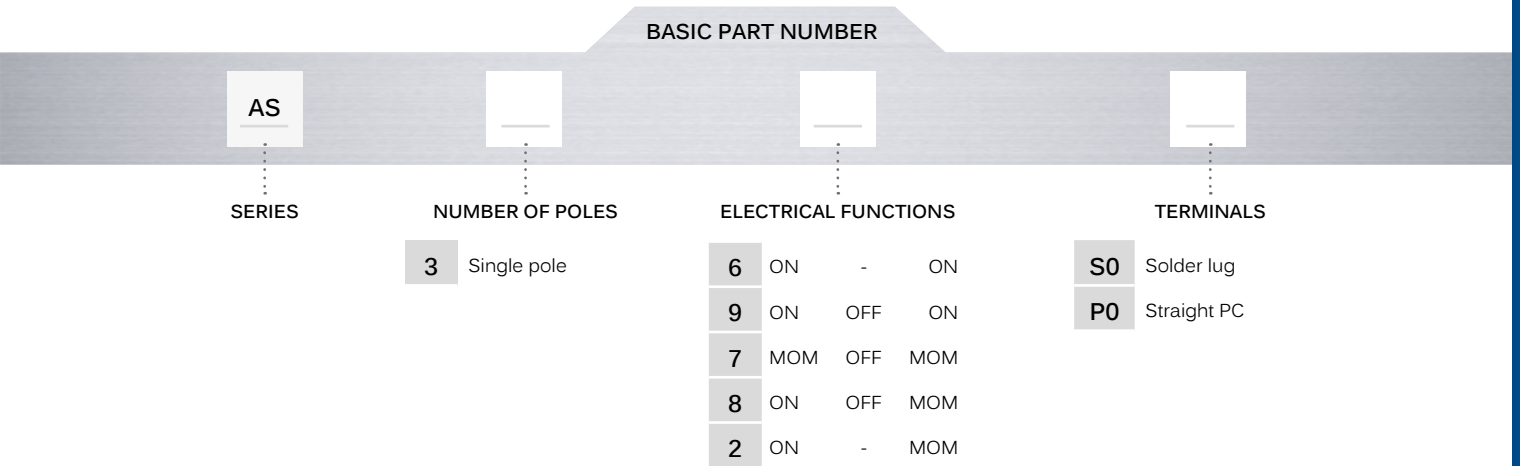 BASIC PART NUMBER
AS
SERIES NUMBER OF POLES ELECTRICAL FUNCTIONS TERMINALS
3 Single pole 6 ON - ON S0 Solder lug
9 ON OFF ON P0 Straight PC
7 MOM OFF MOM
8 ON OFF MOM
2 ON - MOM